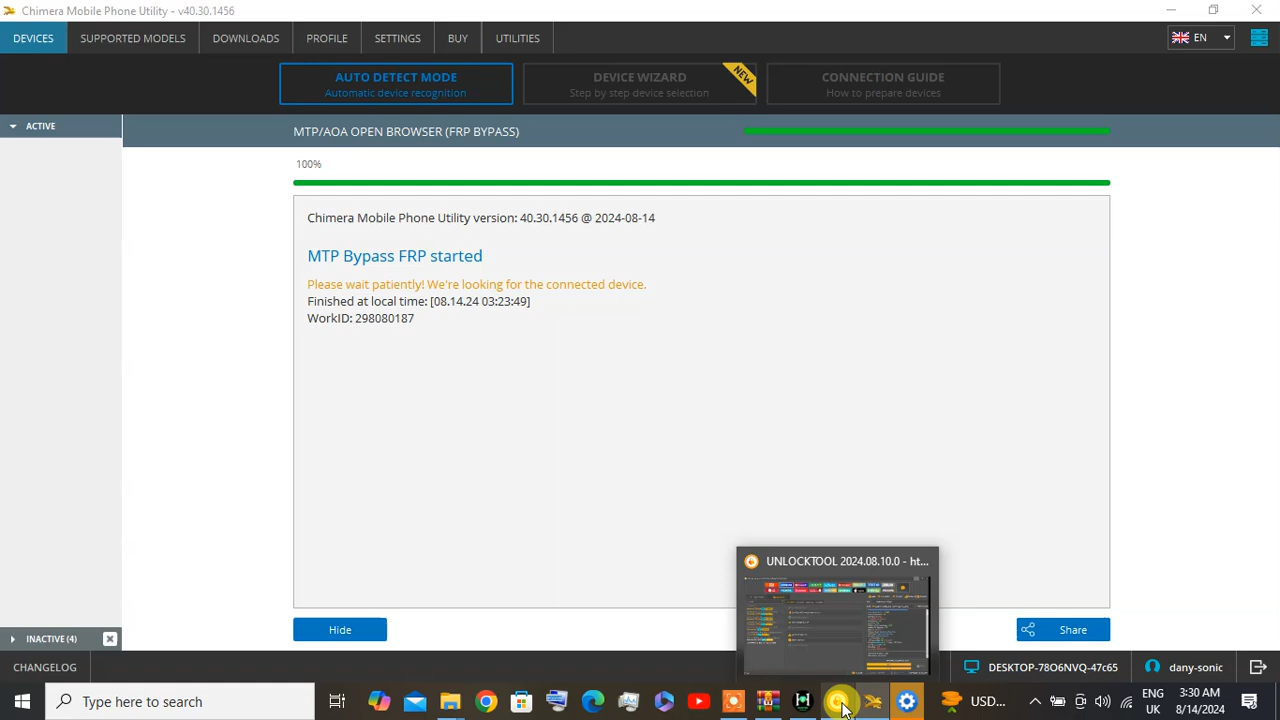 Chimera Mobile Phone Utility - v40.30.1456
DEVICES
SUPPORTED MODELS
DOWNLOADS
PROFILE
SETTINGS
BUY
UTILITIES
EN
AUTO DETECT MODE
Automatic device recognition
DEVICE WIZARD
Step by step device selection
NEW
CONNECTION GUIDE
How to prepare devices
ACTIVE
MTP/AOA OPEN BROWSER (FRP BYPASS)
100%
Chimera Mobile Phone Utility version: 40.30.1456 @ 2024-08-14
MTP Bypass FRP started
Please wait patiently! We're looking for the connected device.
Finished at local time: [08.14.24 03:23:49]
WorkID: 298080187
UNLOCKTOOL 2024.08.10.0 - ht...
Hide
Share
INACTIVE (4)
CHANGELOG
DESKTOP-78O6NVQ-47c65
dany-sonic
Type here to search
USD...
ENG
UK
3:30 AM
8/14/2024